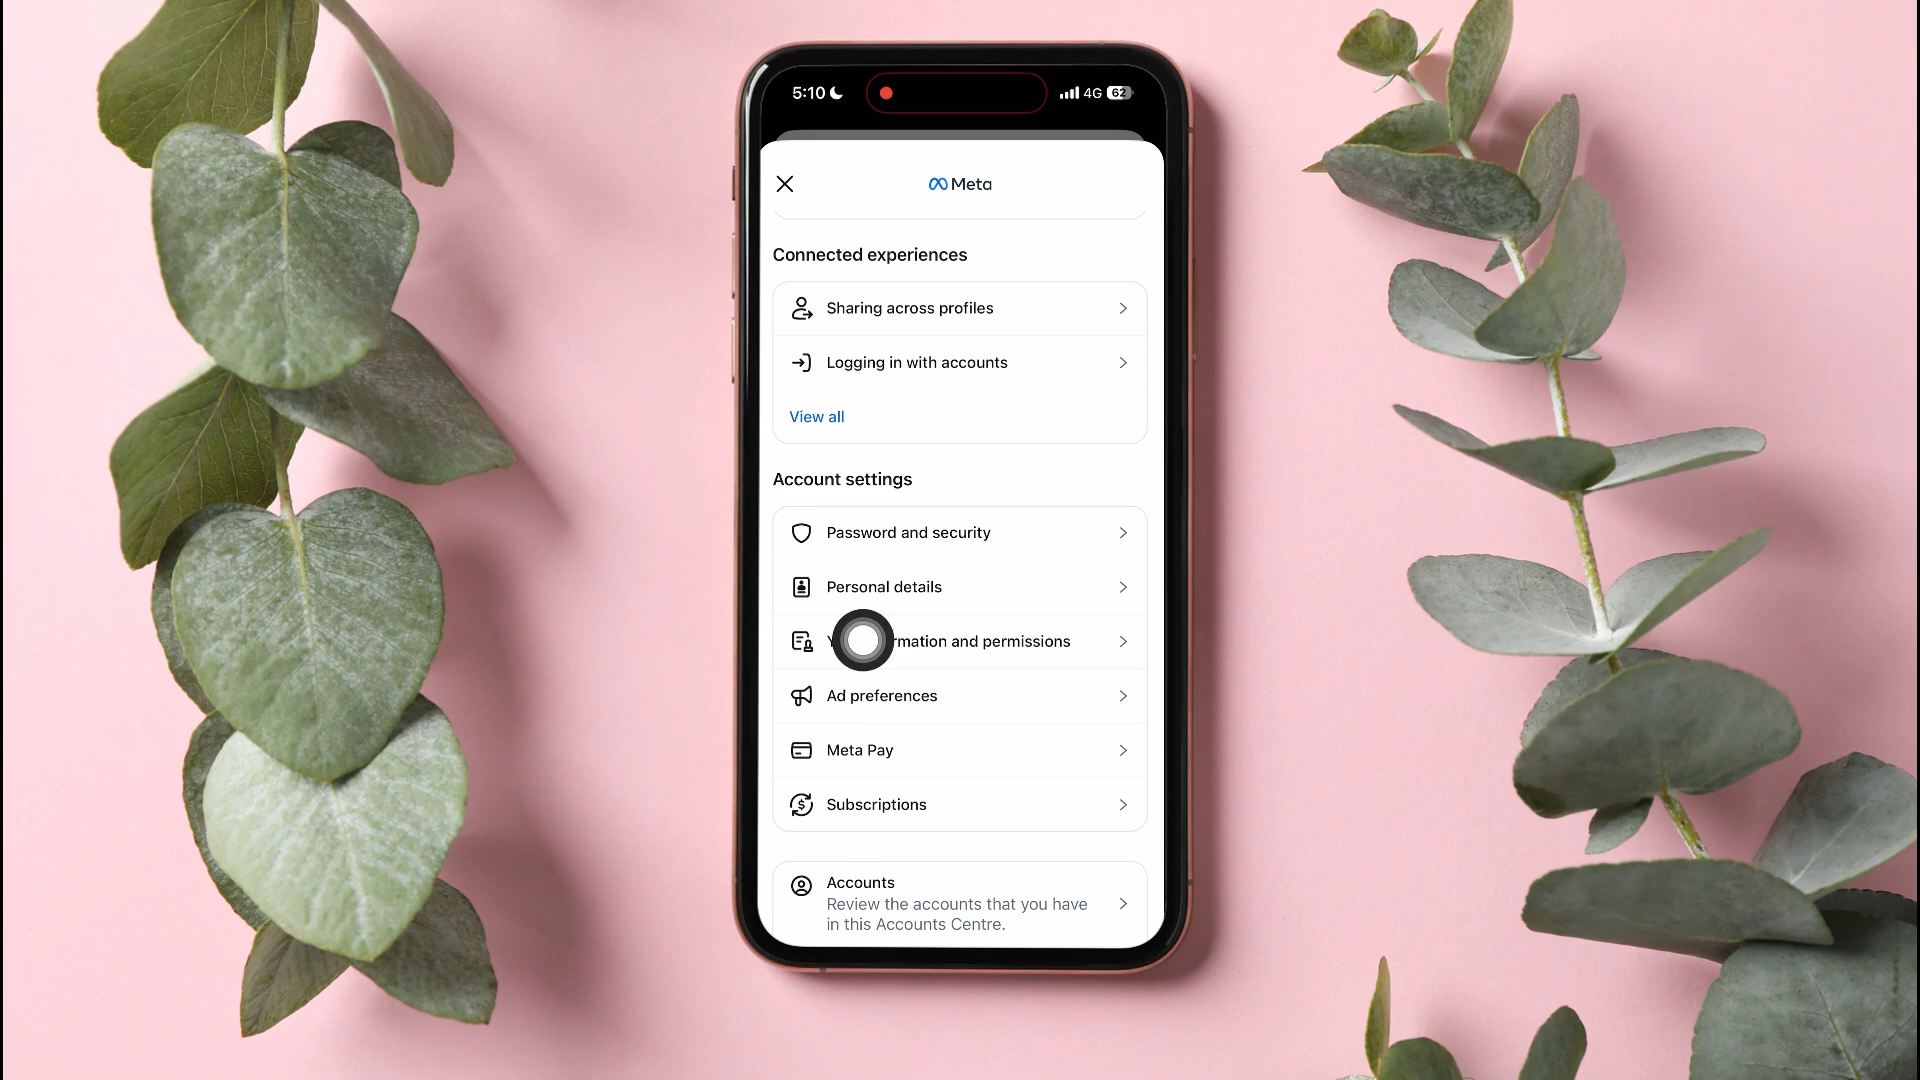 5:10
4G 62
Meta
Connected experiences
Sharing across profiles
Logging in with accounts
View all
Account settings
Password and security
Personal details
rmation and permissions
Ad preferences
Meta Pay
Subscriptions
Accounts
Review the accounts that you have
in this Accounts Centre.